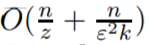 O(n/z + n/(ε²k))